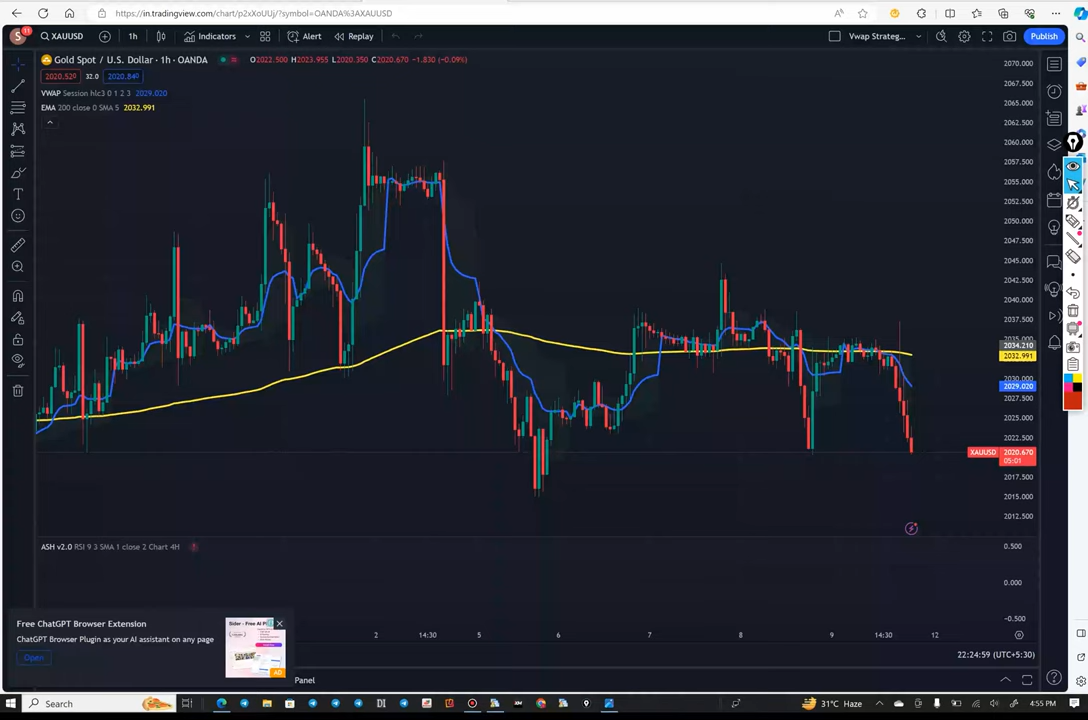 https://in.tradingview.com/chart/p2xXoUUj/?symbol=OANDA%3AXAUUSD
S 11 XAUUSD 1h Indicators Alert Replay Vwap Strateg... Publish
Gold Spot / U.S. Dollar · 1h · OANDA O2022.500 H2023.955 L2020.350 C2020.670 −1.830 (−0.09%)
2020.520 32.0 2020.840
VWAP Session hlc3 0 1 2 3 2029.020
EMA 200 close 0 SMA 5 2032.991
2070.000
2067.500
2065.000
2062.500
2060.000
2057.500
2055.000
2052.500
2050.000
2047.500
2045.000
2042.500
2040.000
2037.500
2034.210
2032.991
2030.000
2029.020
2027.500
2025.000
2022.500
XAUUSD 2020.670
05:01
2017.500
2015.000
2012.500
ASH v2.0 RSI 9 3 SMA 1 close 2 Chart 4H
0.500
0.000
−0.500
Free ChatGPT Browser Extension
ChatGPT Browser Plugin as your AI assistant on any page
Open
AD
2 14:30 5 6 7 8 9 14:30 12
22:24:59 (UTC+5:30)
Panel
Search
31°C Haze
4:55 PM